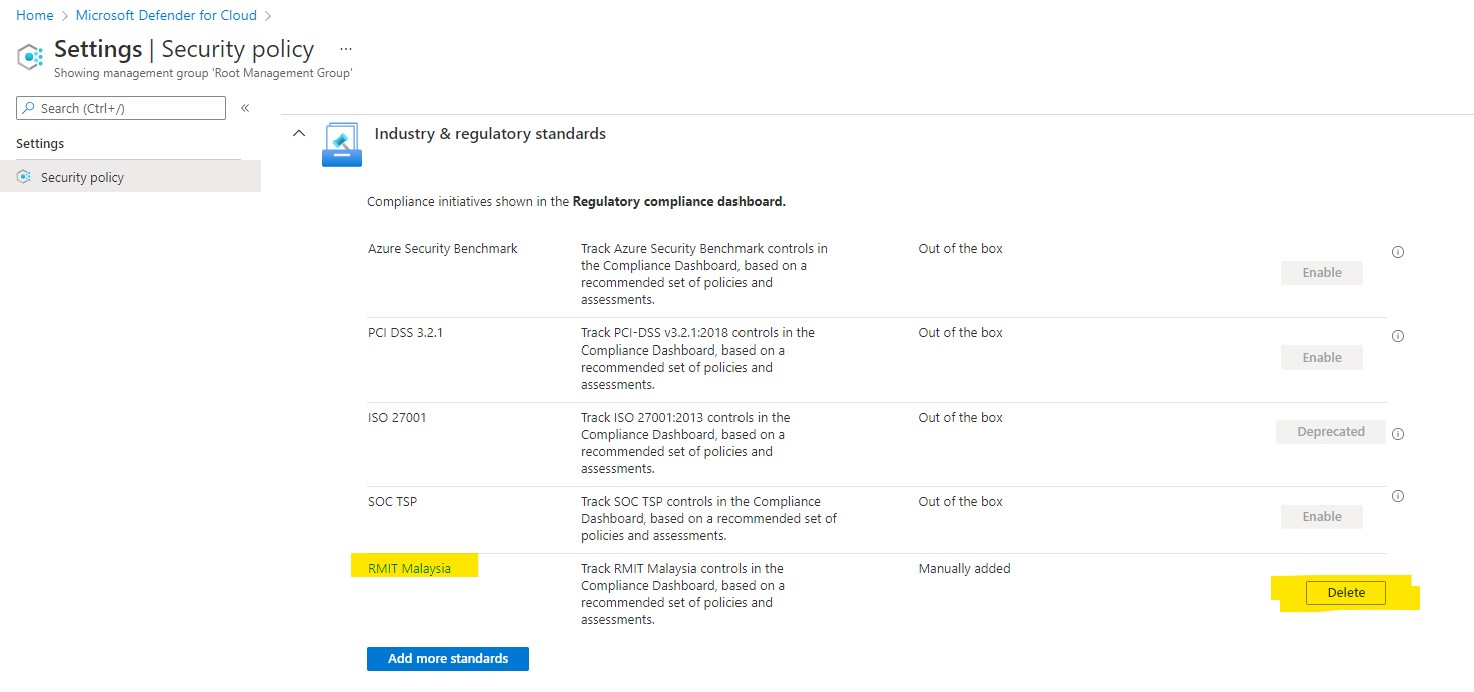 Home > Microsoft Defender for Cloud >
Settings | Security policy ...
Showing management group 'Root Management Group'
Search (Ctrl+/)
«
Settings
Security policy
Industry & regulatory standards
Compliance initiatives shown in the Regulatory compliance dashboard.
Azure Security Benchmark
Track Azure Security Benchmark controls in
the Compliance Dashboard, based on a
recommended set of policies and
assessments.
Out of the box
Enable
PCI DSS 3.2.1
Track PCI-DSS v3.2.1:2018 controls in the
Compliance Dashboard, based on a
recommended set of policies and
assessments.
Out of the box
Enable
ISO 27001
Track ISO 27001:2013 controls in the
Compliance Dashboard, based on a
recommended set of policies and
assessments.
Out of the box
Deprecated
SOC TSP
Track SOC TSP controls in the Compliance
Dashboard, based on a recommended set of
policies and assessments.
Out of the box
Enable
RMIT Malaysia
Track RMIT Malaysia controls in the
Compliance Dashboard, based on a
recommended set of policies and
assessments.
Manually added
Delete
Add more standards